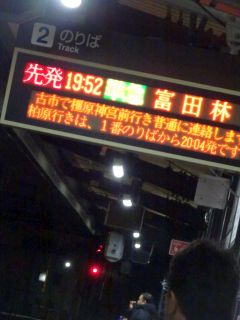 2 のりば
Track
先発 19:52 準急 富田林
古市で橿原神宮前行き普通に連絡します
柏原行きは、1番のりばから20:04発です